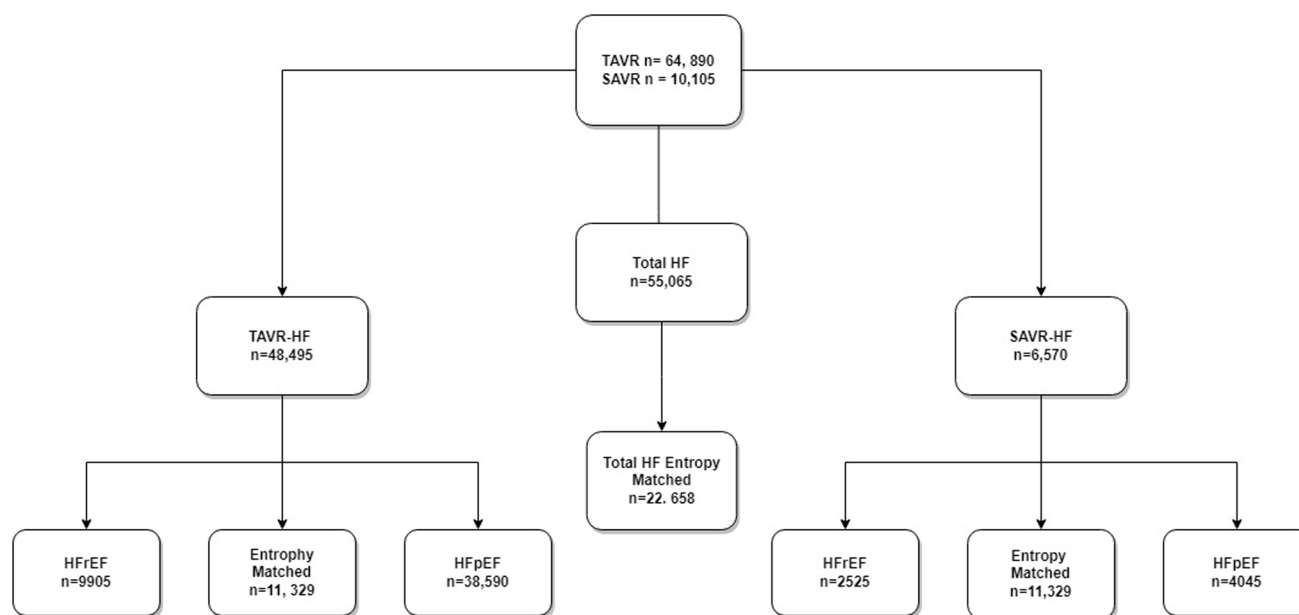 TAVR n= 64, 890
SAVR n = 10,105
Total HF
n=55,065
TAVR-HF
n=48,495
SAVR-HF
n=6,570
Total HF Entropy
Matched
n=22. 658
HFrEF
n=9905
Entrophy
Matched
n=11, 329
HFpEF
n=38,590
HFrEF
n=2525
Entropy
Matched
n=11,329
HFpEF
n=4045